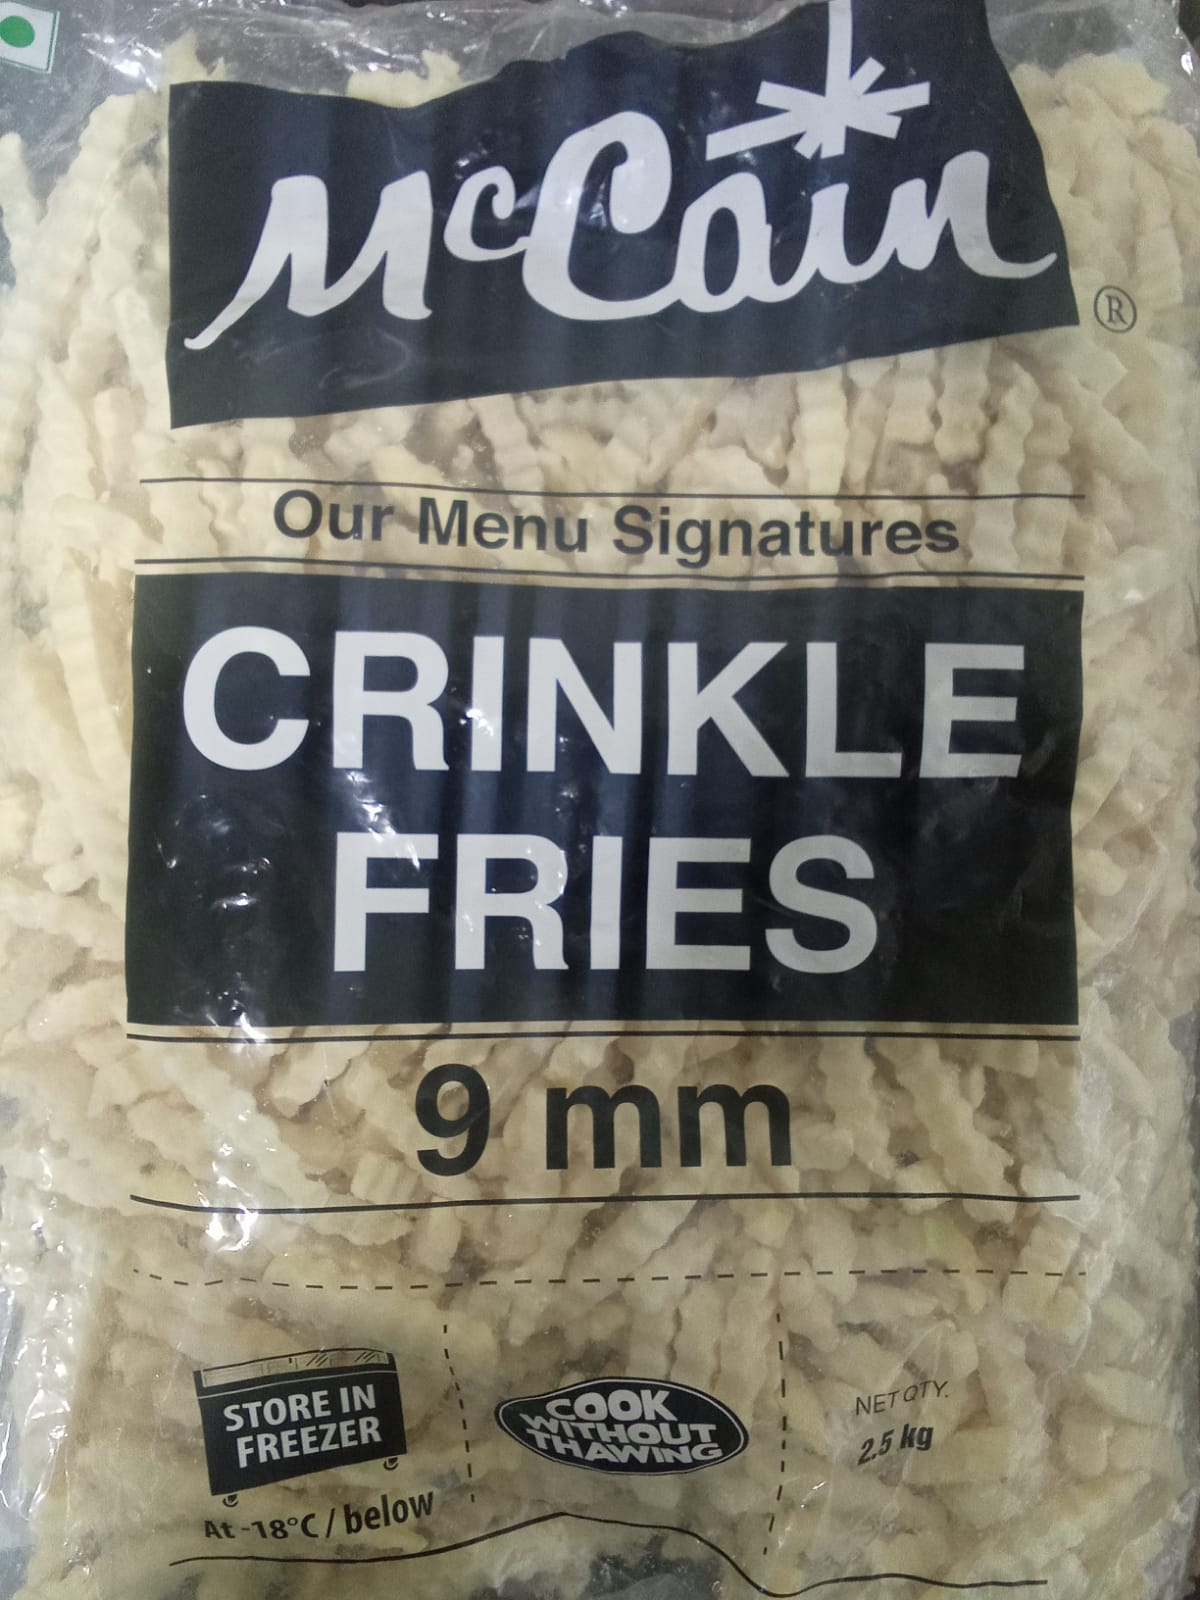 McCain
®
Our Menu Signatures
CRINKLE
FRIES
9 mm
STORE IN
FREEZER
At -18°C / below
COOK
WITHOUT
THAWING
NET QTY.
2.5 kg